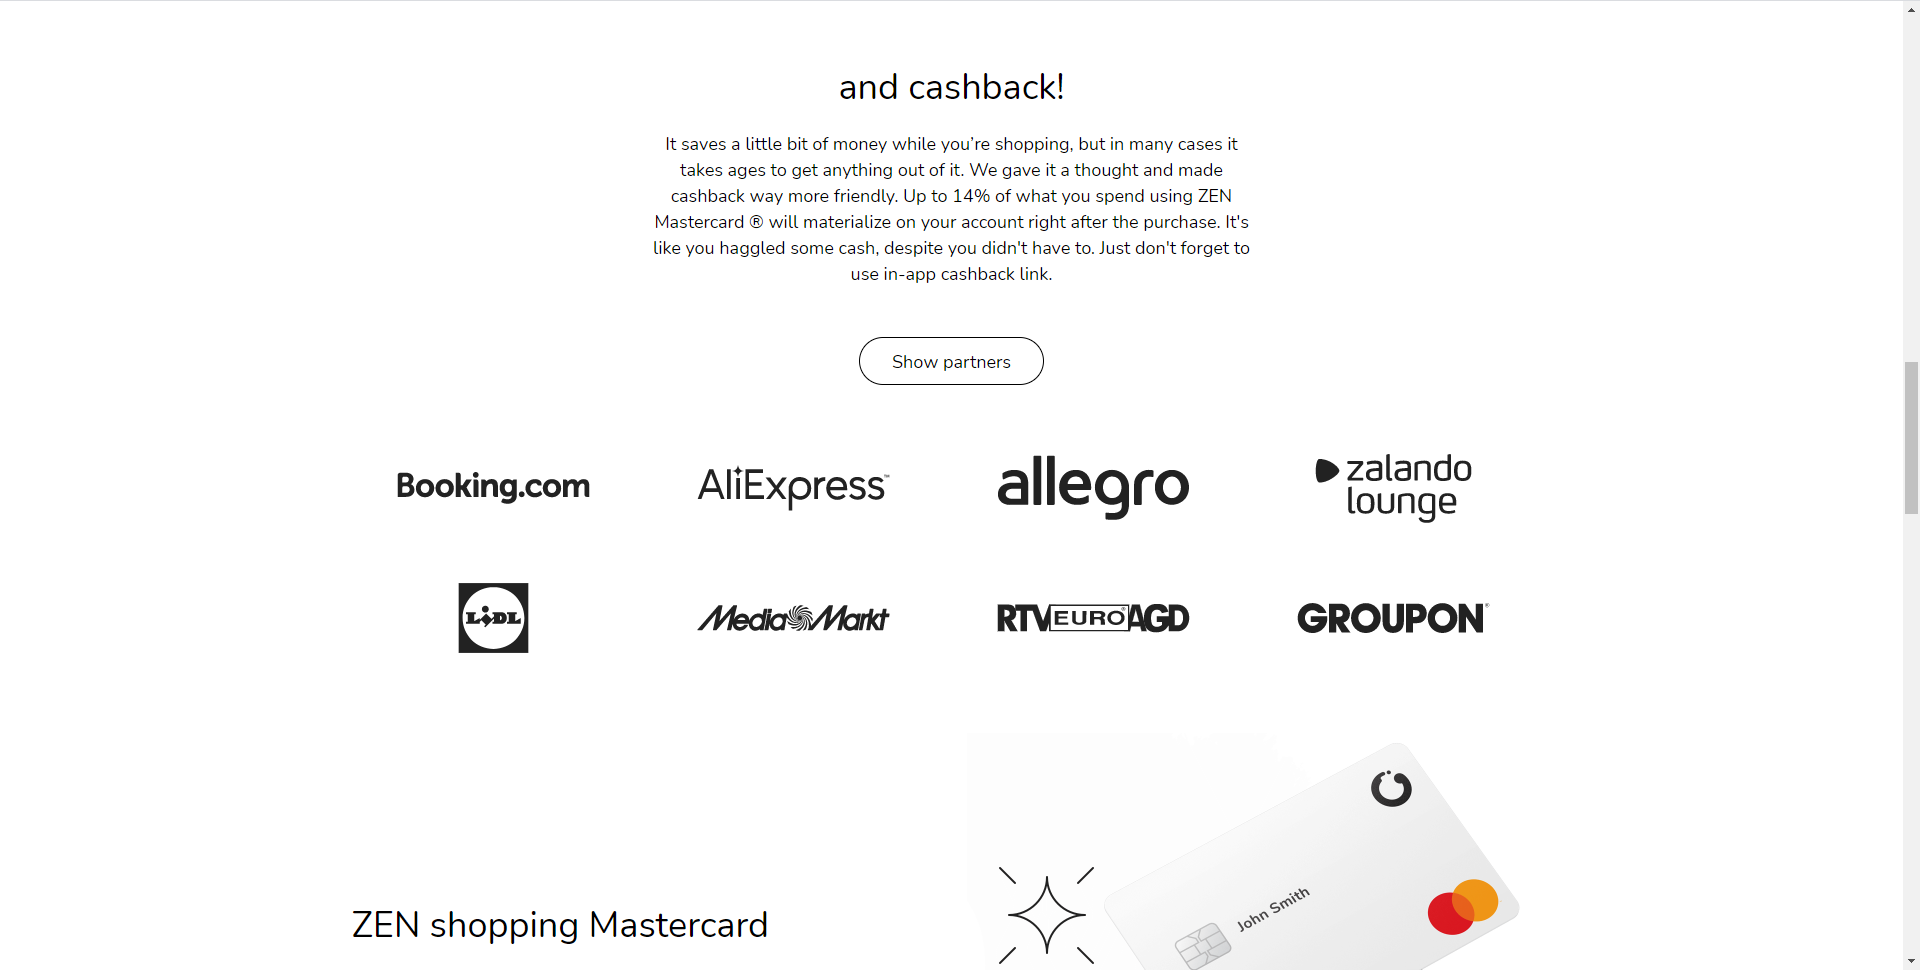 and cashback!
It saves a little bit of money while you’re shopping, but in many cases it
takes ages to get anything out of it. We gave it a thought and made
cashback way more friendly. Up to 14% of what you spend using ZEN
Mastercard ® will materialize on your account right after the purchase. It's
like you haggled some cash, despite you didn't have to. Just don't forget to
use in-app cashback link.
Show partners
Booking.com
AliExpress™
allegro
zalando
lounge
LIDL
MediaMarkt
RTV EURO® AGD
GROUPON®
ZEN shopping Mastercard
John Smith